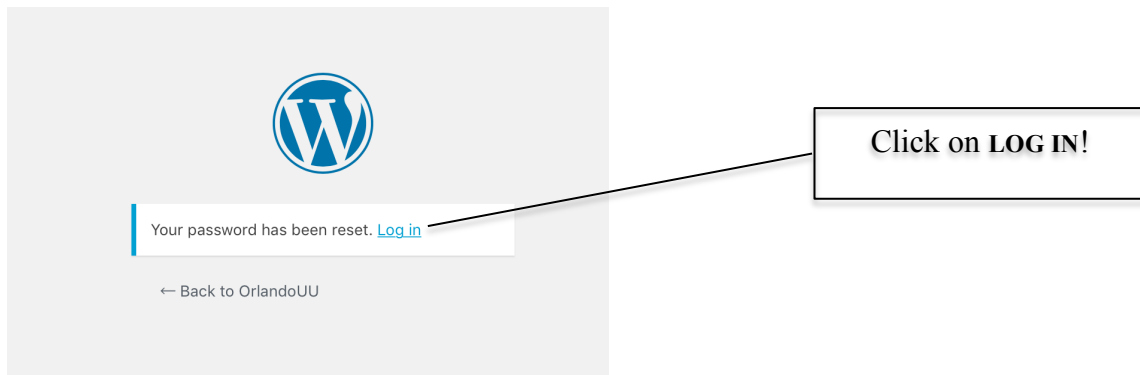 Click on LOG IN!
Your password has been reset. Log in
← Back to OrlandoUU